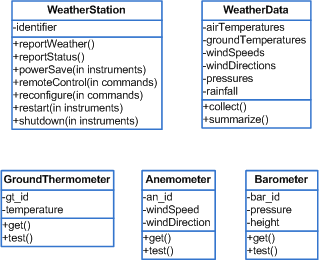 WeatherStation
-identifier
+reportWeather()
+reportStatus()
+powerSave(in instruments)
+remoteControl(in commands)
+reconfigure(in commands)
+restart(in instruments)
+shutdown(in instruments)
WeatherData
-airTemperatures
-groundTemperatures
-windSpeeds
-windDirections
-pressures
-rainfall
+collect()
+summarize()
GroundThermometer
-gt_id
-temperature
+get()
+test()
Anemometer
-an_id
-windSpeed
-windDirection
+get()
+test()
Barometer
-bar_id
-pressure
-height
+get()
+test()